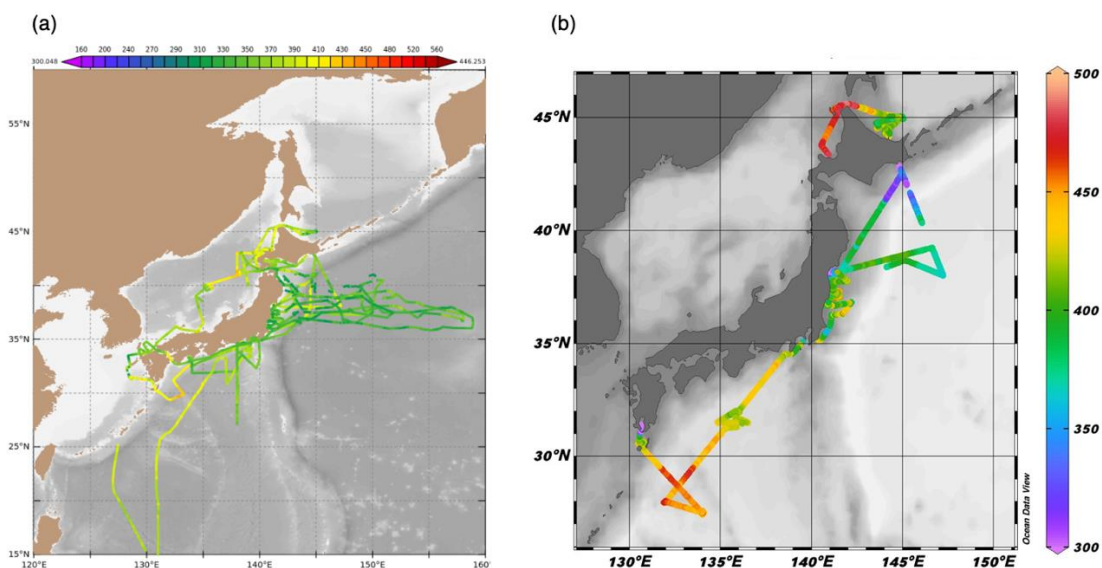 (a)
(b)
300.048 160 200 240 270 290 310 330 350 370 390 410 430 450 480 520 560 446.253
55°N
45°N
35°N
25°N
15°N
120°E 130°E 140°E 150°E 160°
45°N
40°N
35°N
30°N
130°E 135°E 140°E 145°E 150°E
Ocean Data View
500
450
400
350
300